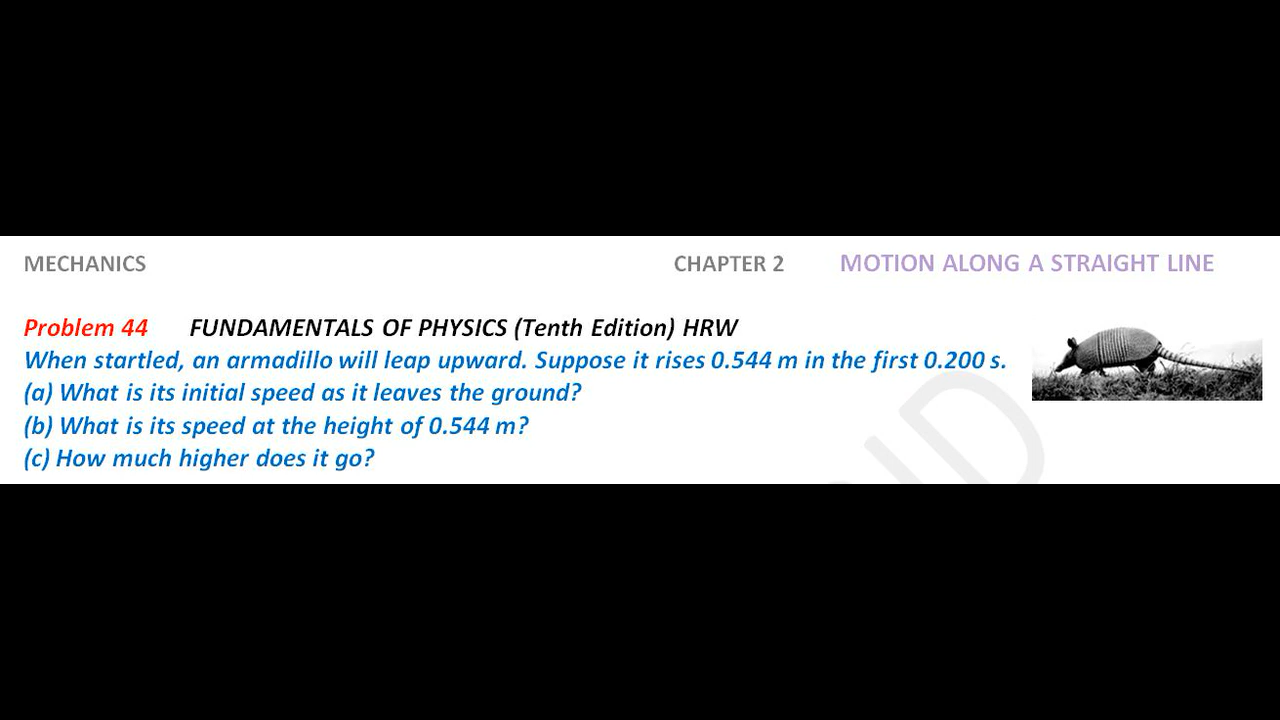 MECHANICS CHAPTER 2 MOTION ALONG A STRAIGHT LINE
Problem 44 FUNDAMENTALS OF PHYSICS (Tenth Edition) HRW
When startled, an armadillo will leap upward. Suppose it rises 0.544 m in the first 0.200 s.
(a) What is its initial speed as it leaves the ground?
(b) What is its speed at the height of 0.544 m?
(c) How much higher does it go?